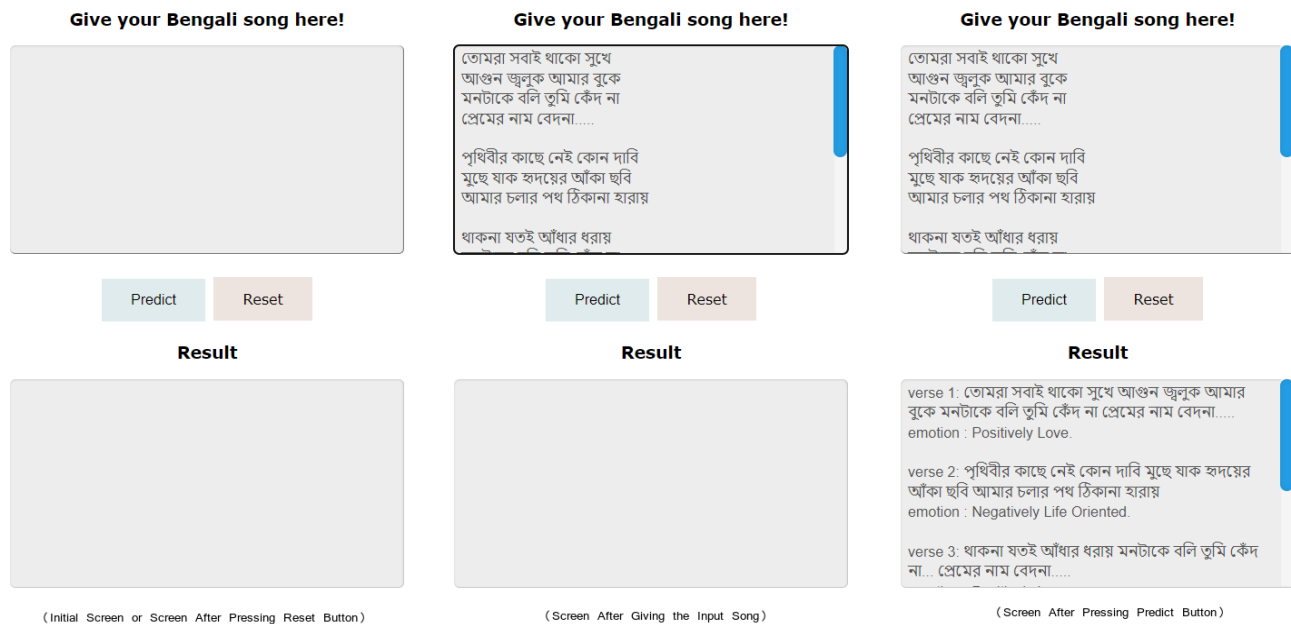 Give your Bengali song here!
Predict
Reset
Result
(Initial Screen or Screen After Pressing Reset Button)
Give your Bengali song here!
তোমরা সবাই থাকো সুখে
আগুন জ্বলুক আমার বুকে
মনটাকে বলি তুমি কেঁদ না
প্রেমের নাম বেদনা.....
পৃথিবীর কাছে নেই কোন দাবি
মুছে যাক হৃদয়ের আঁকা ছবি
আমার চলার পথ ঠিকানা হারায়
থাকনা যতই আঁধার ধরায়
Predict
Reset
Result
(Screen After Giving the Input Song)
Give your Bengali song here!
তোমরা সবাই থাকো সুখে
আগুন জ্বলুক আমার বুকে
মনটাকে বলি তুমি কেঁদ না
প্রেমের নাম বেদনা.....
পৃথিবীর কাছে নেই কোন দাবি
মুছে যাক হৃদয়ের আঁকা ছবি
আমার চলার পথ ঠিকানা হারায়
থাকনা যতই আঁধার ধরায়
Predict
Reset
Result
verse 1: তোমরা সবাই থাকো সুখে আগুন জ্বলুক আমার
বুকে মনটাকে বলি তুমি কেঁদ না প্রেমের নাম বেদনা.....
emotion : Positively Love.
verse 2: পৃথিবীর কাছে নেই কোন দাবি মুছে যাক হৃদয়ের
আঁকা ছবি আমার চলার পথ ঠিকানা হারায়
emotion : Negatively Life Oriented.
verse 3: থাকনা যতই আঁধার ধরায় মনটাকে বলি তুমি কেঁদ
না... প্রেমের নাম বেদনা.....
(Screen After Pressing Predict Button)